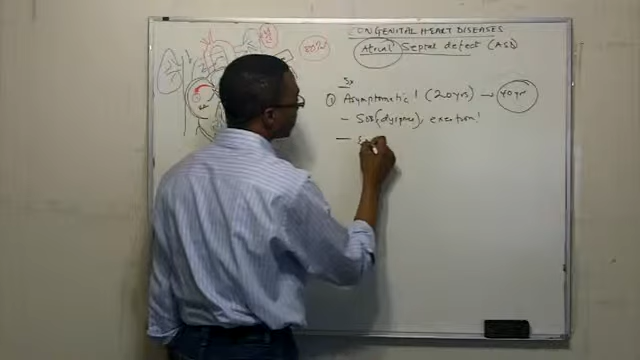 CONGENITAL HEART DISEASES
Atrial Septal defect (ASD)
Sx
① Asymptomatic! (20yrs) → 40yr
- SOB (dyspnea), exertion!
- S